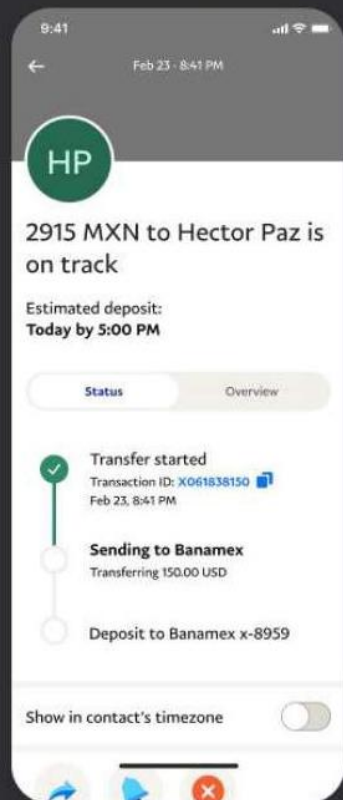 9:41
Feb 23 - 8:41 PM
HP
2915 MXN to Hector Paz is
on track
Estimated deposit:
Today by 5:00 PM
Status
Overview
Transfer started
Transaction ID: X061838150
Feb 23, 8:41 PM
Sending to Banamex
Transferring 150.00 USD
Deposit to Banamex x-8959
Show in contact's timezone